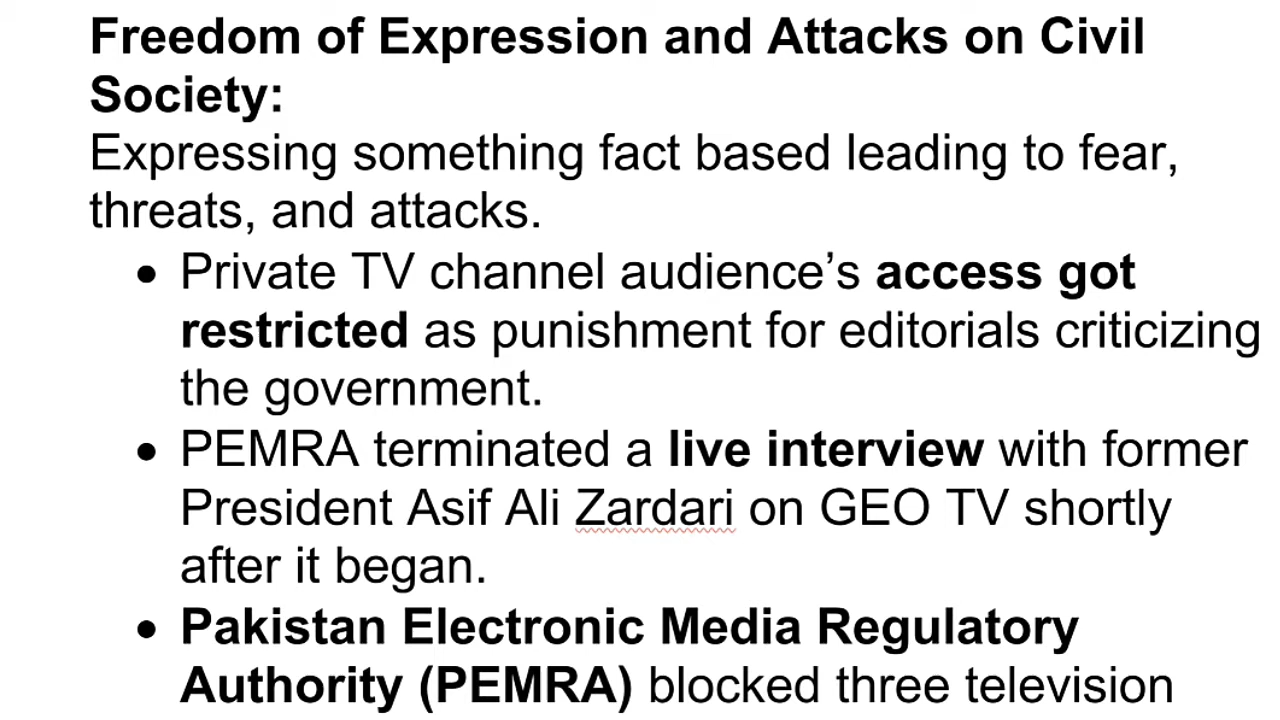 Freedom of Expression and Attacks on Civil
Society:
Expressing something fact based leading to fear,
threats, and attacks.
• Private TV channel audience’s access got
restricted as punishment for editorials criticizing
the government.
• PEMRA terminated a live interview with former
President Asif Ali Zardari on GEO TV shortly
after it began.
• Pakistan Electronic Media Regulatory
Authority (PEMRA) blocked three television